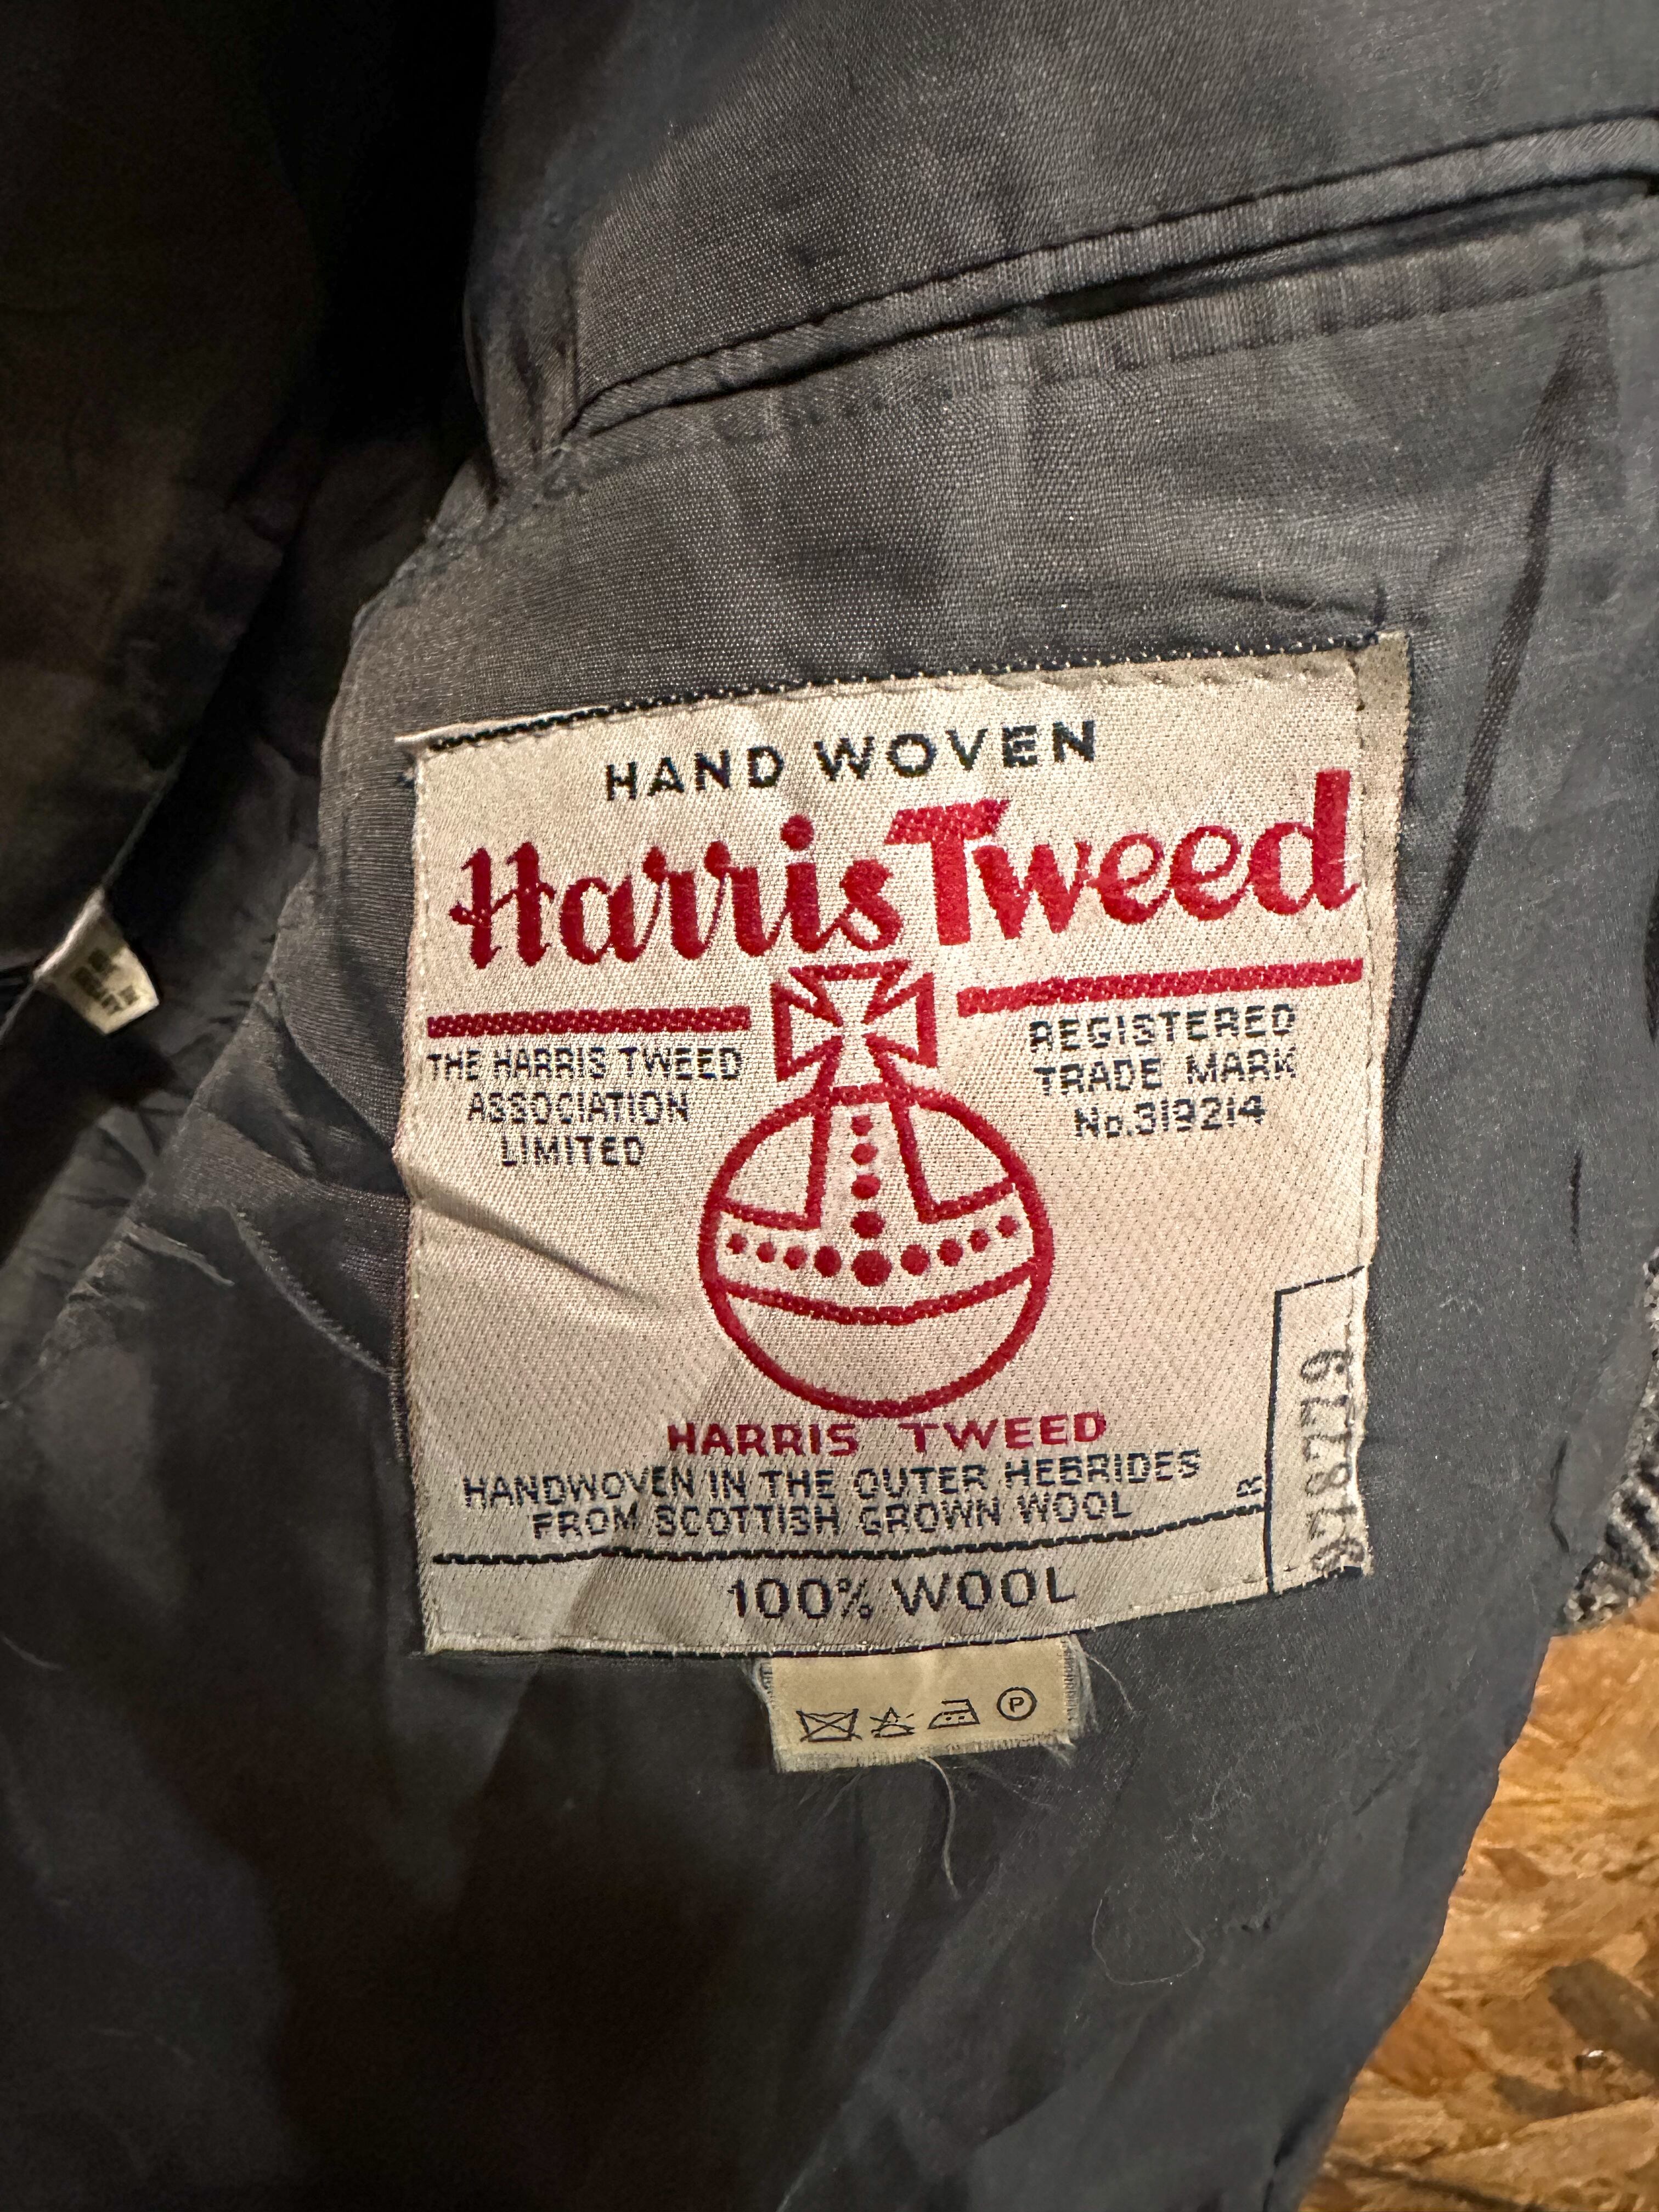 HAND WOVEN
Harris Tweed
THE HARRIS TWEED
ASSOCIATION
LIMITED
REGISTERED
TRADE MARK
No.319214
HARRIS TWEED
HANDWOVEN IN THE OUTER HEBRIDES
FROM SCOTTISH GROWN WOOL
100% WOOL
P